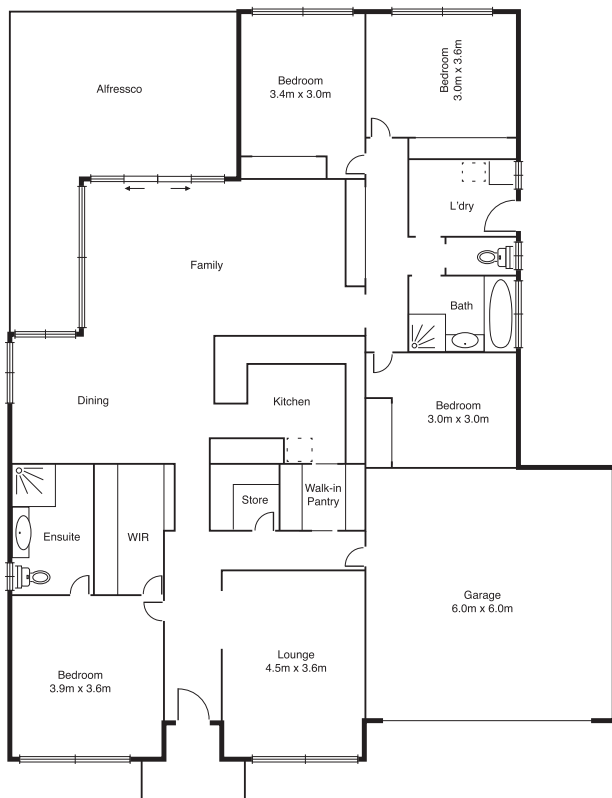 Alfressco
Bedroom
3.4m x 3.0m
Bedroom
3.0m x 3.6m
L'dry
Family
Bath
Dining
Kitchen
Bedroom
3.0m x 3.0m
Store
Walk-in
Pantry
Ensuite
WIR
Garage
6.0m x 6.0m
Lounge
4.5m x 3.6m
Bedroom
3.9m x 3.6m